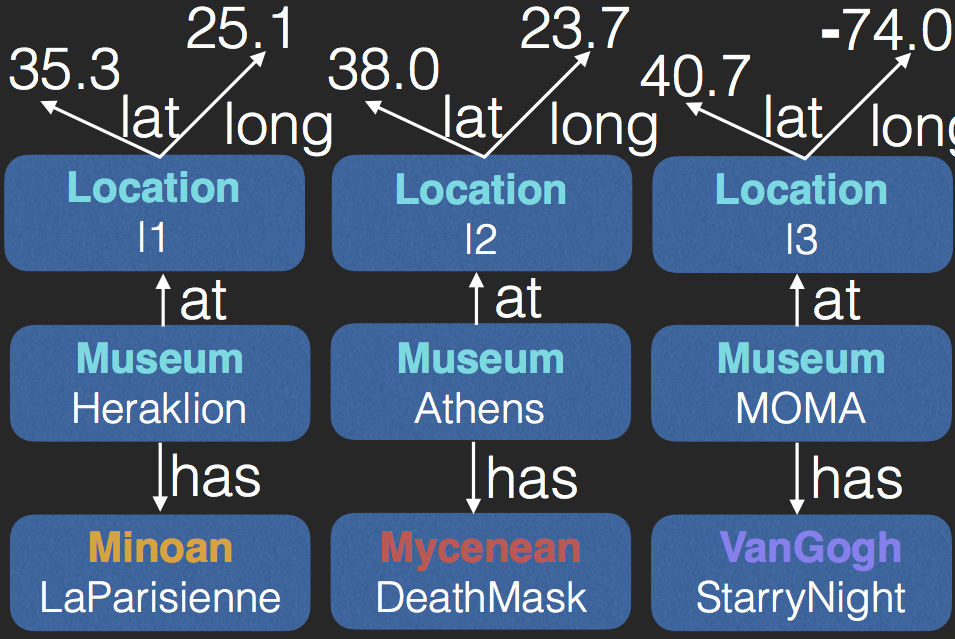 35.3 25.1 38.0 23.7 40.7 -74.0
lat long lat long lat long
Location Location Location
l1 l2 l3
at at at
Museum Museum Museum
Heraklion Athens MOMA
has has has
Minoan Mycenean VanGogh
LaParisienne DeathMask StarryNight